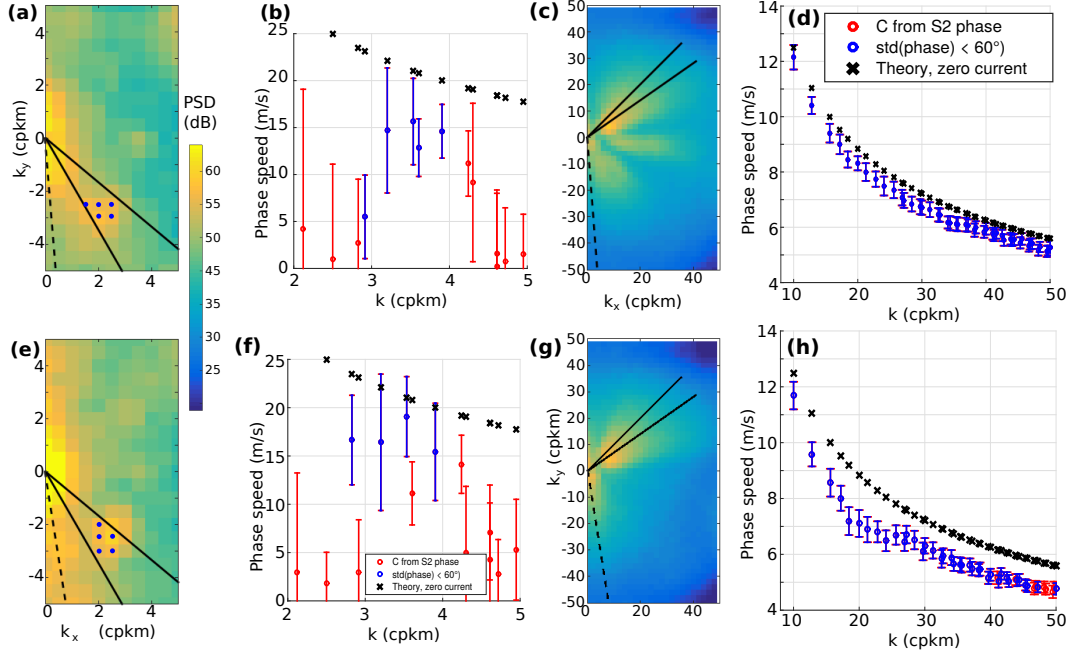 (a)
4
2
0
-2
-4
k_y (cpkm)
0 2 4
PSD
(dB)
60
55
50
45
40
35
30
25
(b)
25
20
15
10
5
0
Phase speed (m/s)
2 3 4 5
k (cpkm)
(c)
50
40
30
20
10
0
-10
-20
-30
-40
-50
0 20 40
k_x (cpkm)
(d)
C from S2 phase
std(phase) < 60°)
Theory, zero current
14
12
10
8
6
4
Phase speed (m/s)
10 20 30 40 50
k (cpkm)
(e)
4
2
0
-2
-4
0 2 4
k_x (cpkm)
(f)
25
20
15
10
5
0
Phase speed (m/s)
C from S2 phase
std(phase) < 60°)
Theory, zero current
2 3 4 5
k (cpkm)
(g)
50
40
30
20
10
0
-10
-20
-30
-40
-50
k_y (cpkm)
0 20 40
(h)
14
12
10
8
6
4
Phase speed (m/s)
10 20 30 40 50
k (cpkm)